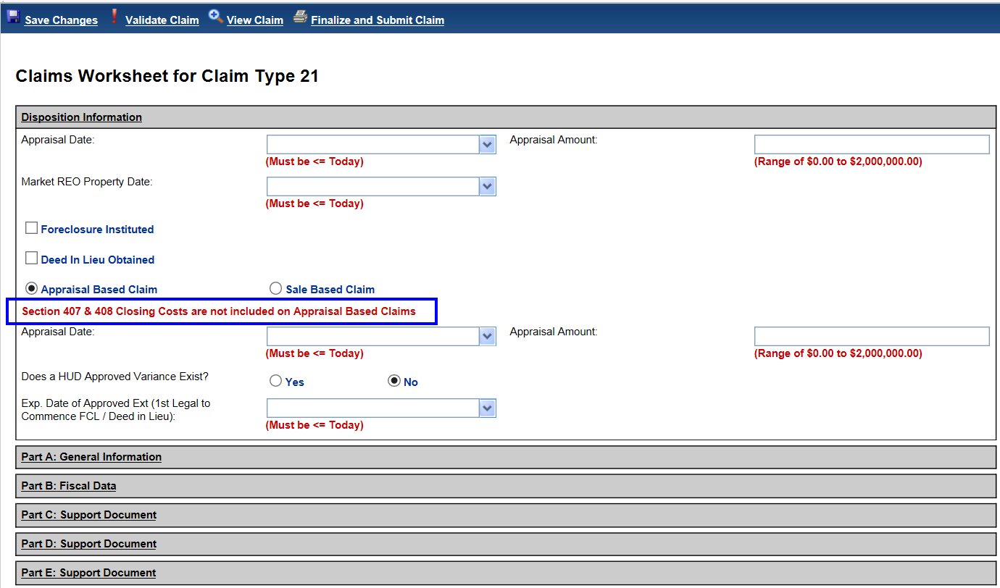 Save Changes Validate Claim View Claim Finalize and Submit Claim
Claims Worksheet for Claim Type 21
Disposition Information
Appraisal Date: Appraisal Amount:
(Must be <= Today) (Range of $0.00 to $2,000,000.00)
Market REO Property Date:
(Must be <= Today)
Foreclosure Instituted
Deed In Lieu Obtained
Appraisal Based Claim Sale Based Claim
Section 407 & 408 Closing Costs are not included on Appraisal Based Claims
Appraisal Date: Appraisal Amount:
(Must be <= Today) (Range of $0.00 to $2,000,000.00)
Does a HUD Approved Variance Exist? Yes No
Exp. Date of Approved Ext (1st Legal to
Commence FCL / Deed in Lieu):
(Must be <= Today)
Part A: General Information
Part B: Fiscal Data
Part C: Support Document
Part D: Support Document
Part E: Support Document